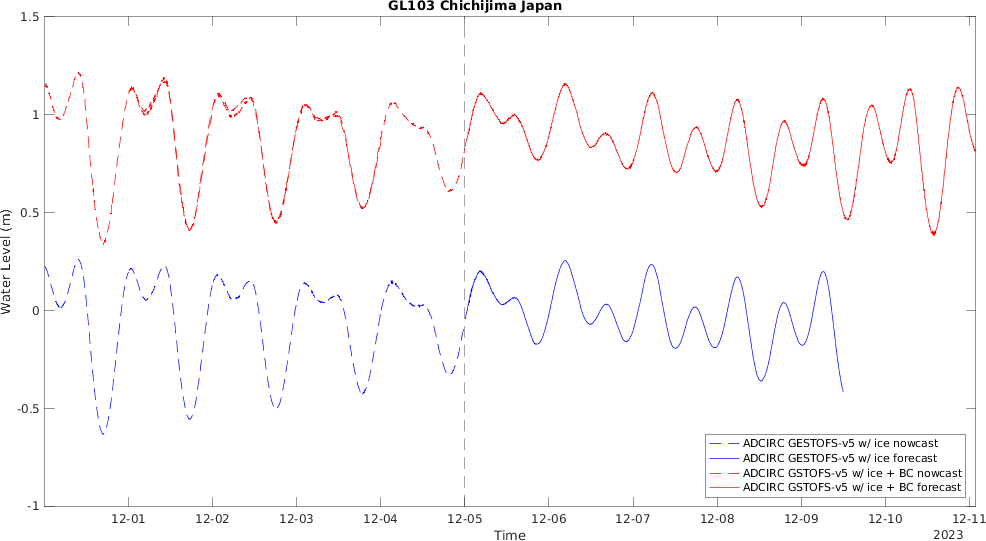 GL103 Chichijima Japan
1.5
1
0.5
0
-0.5
-1
Water Level (m)
12-01 12-02 12-03 12-04 12-05 12-06 12-07 12-08 12-09 12-10 12-11
Time
2023
ADCIRC GESTOFS-v5 w/ ice nowcast
ADCIRC GESTOFS-v5 w/ ice forecast
ADCIRC GSTOFS-v5 w/ ice + BC nowcast
ADCIRC GSTOFS-v5 w/ ice + BC forecast